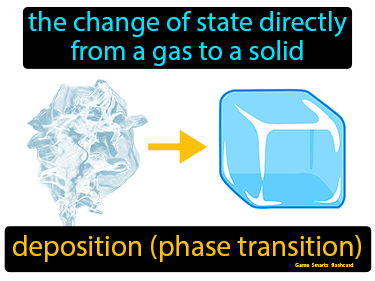 the change of state directly
from a gas to a solid
deposition (phase transition)
Game Smartz flashcard